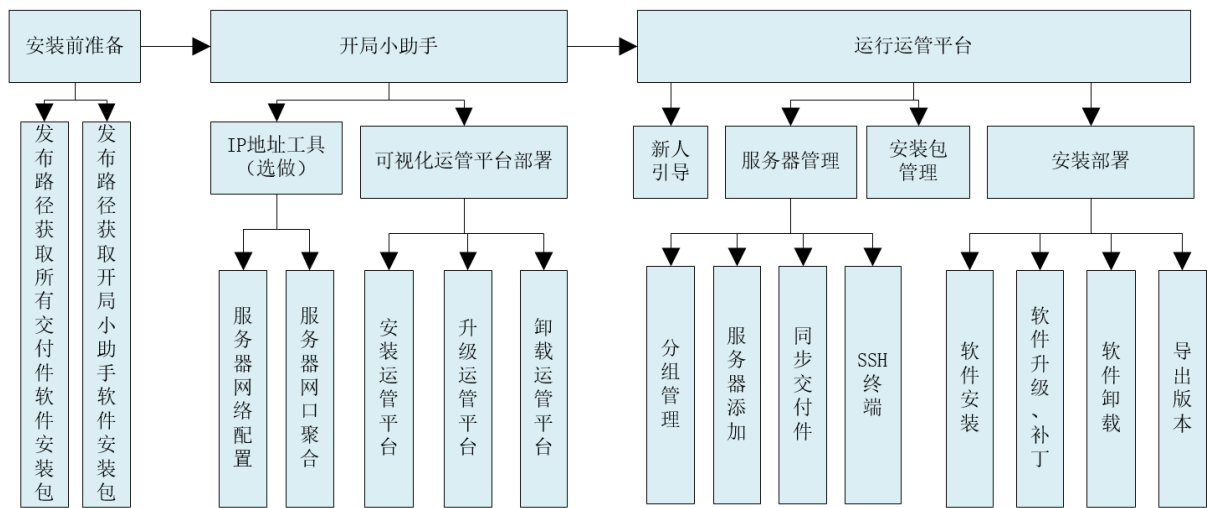 安装前准备
开局小助手
运行运管平台
发布路径获取所有交付件软件安装包
发布路径获取开局小助手软件安装包
IP地址工具
(选做)
可视化运管平台部署
新人
引导
服务器管理
安装包
管理
安装部署
服务器网络配置
服务器网口聚合
安装运管平台
升级运管平台
卸载运管平台
分组管理
服务器添加
同步交付件
SSH
终端
软件安装
软件升级、补丁
软件卸载
导出版本